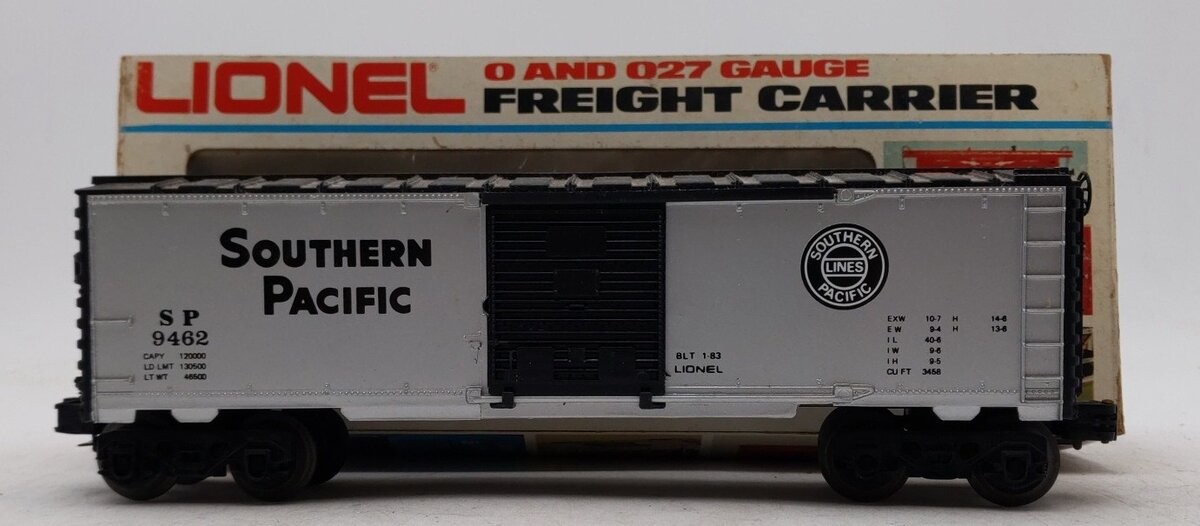 LIONEL®
O AND O27 GAUGE
FREIGHT CARRIER
SOUTHERN
PACIFIC
SP
9462
CAPY 120000
LD LMT 130500
LT WT 46500
BLT 1-83
LIONEL
SOUTHERN
LINES
PACIFIC
EXW 10-7 H 14-6
EW 9-4 H 13-6
IL 40-6
IW 9-6
IH 9-5
CU FT 3458